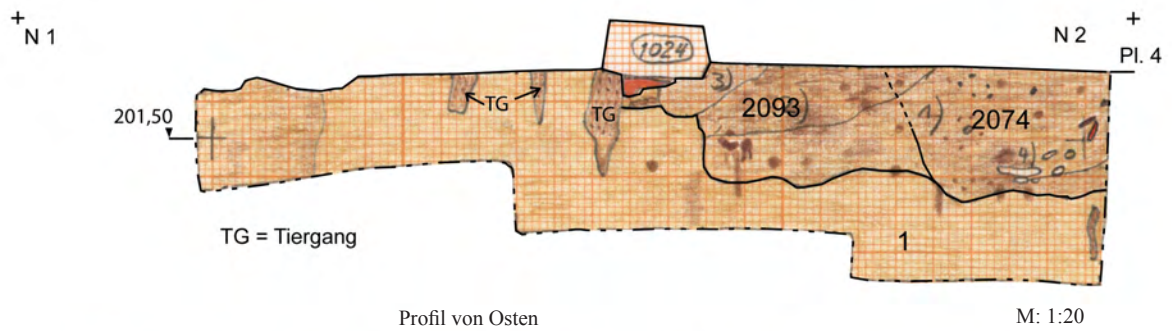 N 1
N 2
Pl. 4
1024
3)
TG
TG
2093
1)
2074
201,50
4)
1
TG = Tiergang
Profil von Osten
M: 1:20